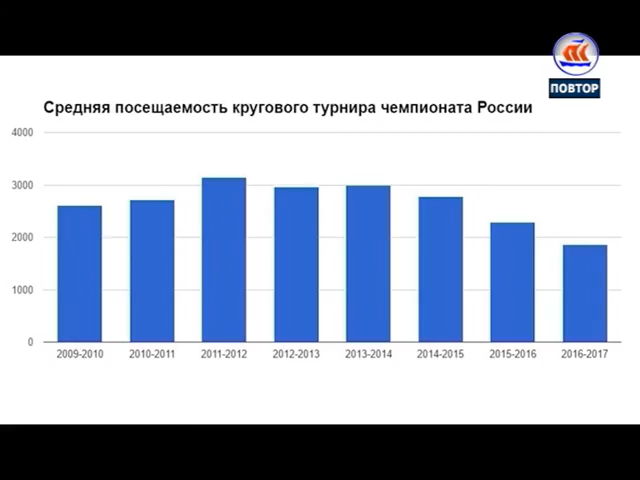 ПОВТОР
Средняя посещаемость кругового турнира чемпионата России
4000
3000
2000
1000
0
2009-2010 2010-2011 2011-2012 2012-2013 2013-2014 2014-2015 2015-2016 2016-2017